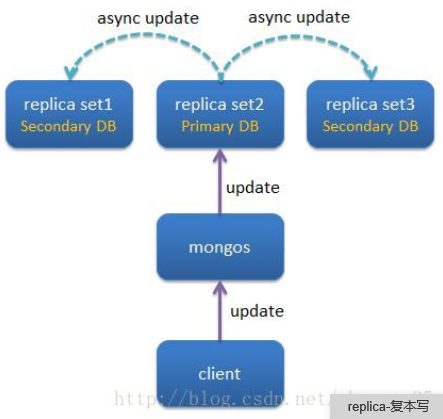 async update
async update
replica set1
Secondary DB
replica set2
Primary DB
replica set3
Secondary DB
update
mongos
update
client
http://blog.csdn.net/
replica-复本写